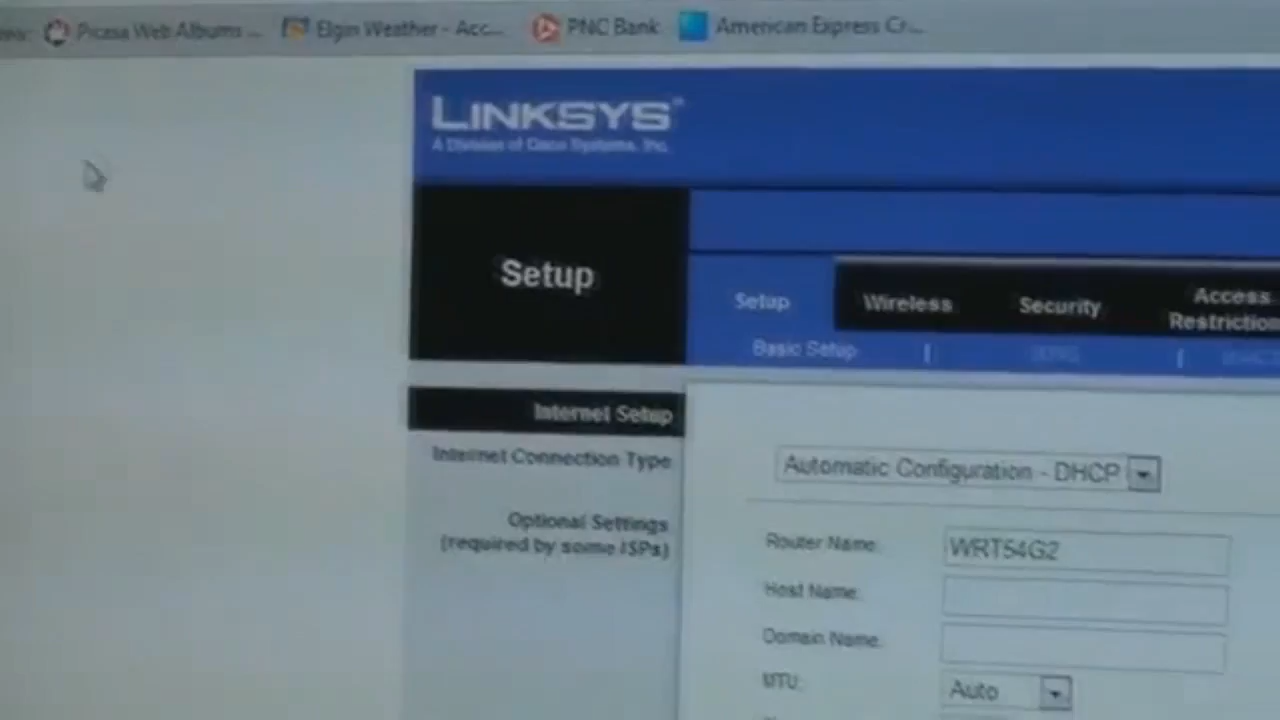 Picasa Web Albums ...
Elgin Weather - Acc...
PNC Bank
American Express Cr...
LINKSYS®
A Division of Cisco Systems, Inc.
Setup
Setup
Wireless
Security
Access
Restriction
Basic Setup
|
DDNS
|
Internet Setup
Internet Connection Type
Automatic Configuration - DHCP
Optional Settings
(required by some ISPs)
Router Name:
WRT54G2
Host Name:
Domain Name:
MTU:
Auto